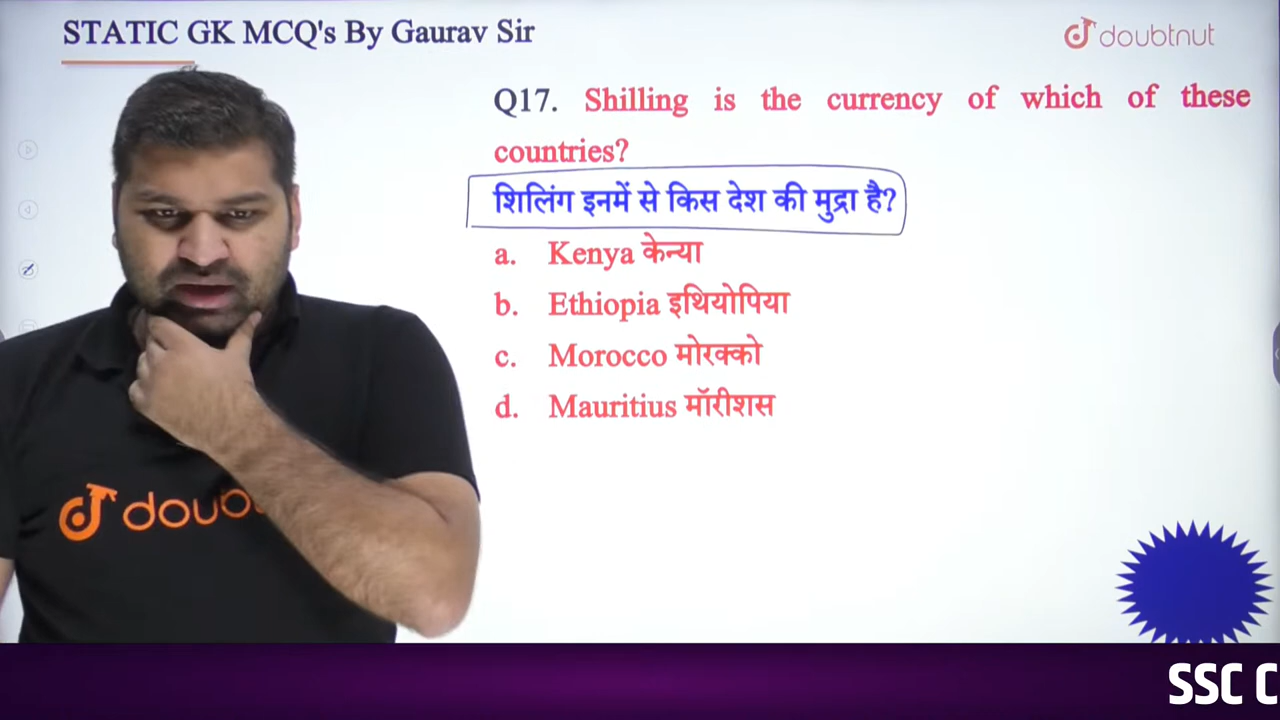 STATIC GK MCQ's By Gaurav Sir
doubtnut
Q17. Shilling is the currency of which of these
countries?
शिलिंग इनमें से किस देश की मुद्रा है?
a. Kenya केन्या
b. Ethiopia इथियोपिया
c. Morocco मोरक्को
d. Mauritius मॉरीशस
SSC C